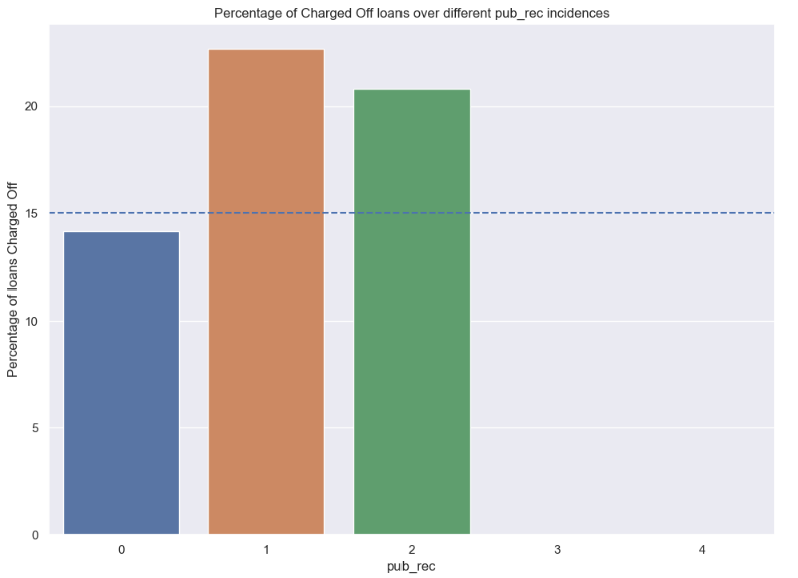 Percentage of Charged Off loans over different pub_rec incidences
Percentage of loans Charged Off
20
15
10
5
0
0 1 2 3 4
pub_rec